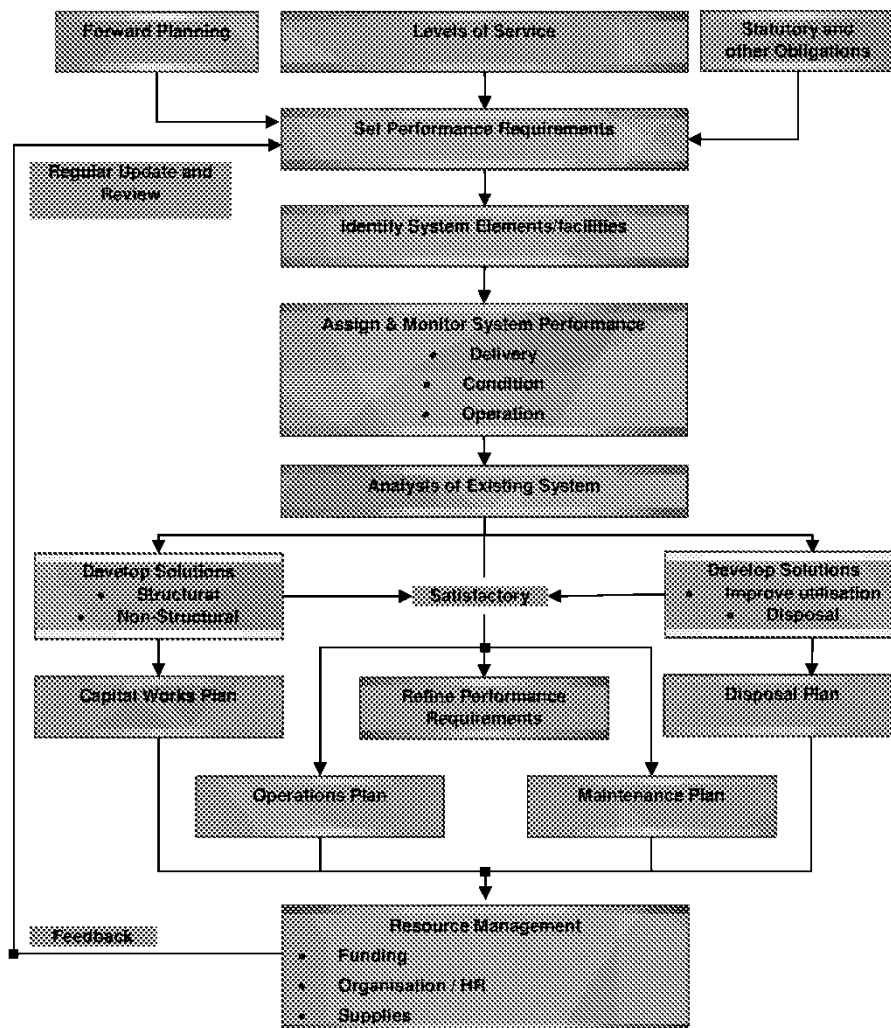 Forward Planning
Levels of Service
Statutory and
other Obligations
Set Performance Requirements
Regular Update and
Review
Identify System Elements/facilities
Assign & Monitor System Performance
• Delivery
• Condition
• Operation
Analysis of Existing System
Develop Solutions
• Structural
• Non-Structural
Satisfactory
Develop Solutions
• Improve utilisation
• Disposal
Capital Works Plan
Refine Performance
Requirements
Disposal Plan
Operations Plan
Maintenance Plan
Feedback
Resource Management
• Funding
• Organisation / HR
• Supplies